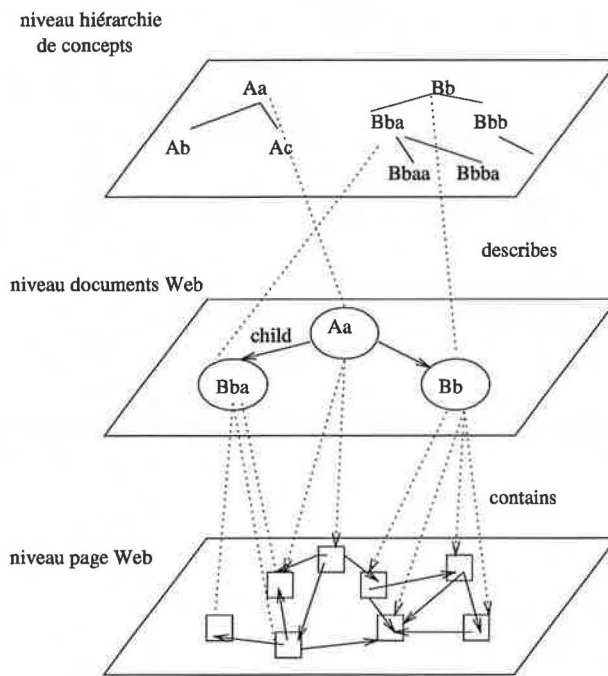 niveau hiérarchie
de concepts
Aa
Bb
Bba
Bbb
Ab
Ac
Bbaa
Bbba
describes
niveau documents Web
Aa
child
Bba
Bb
contains
niveau page Web